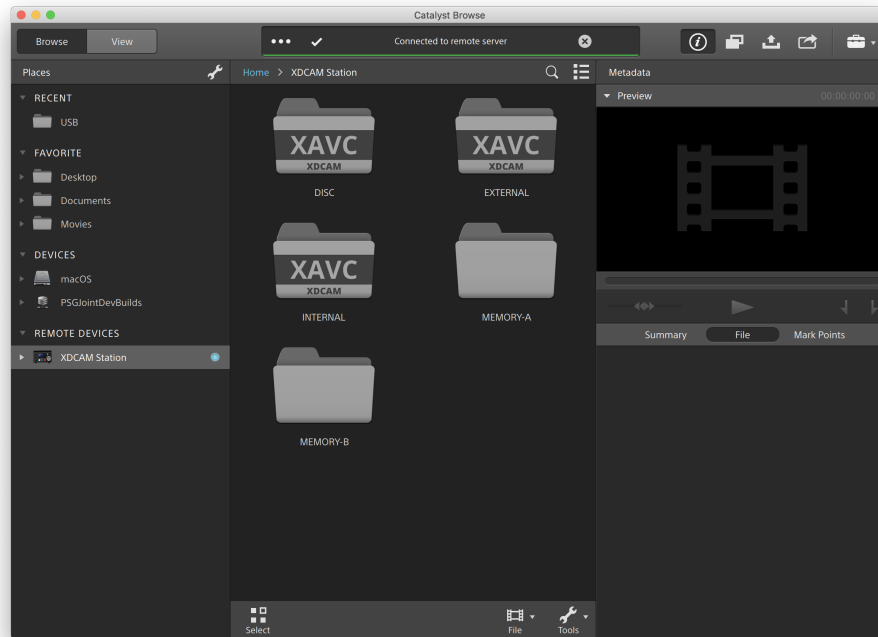 Catalyst Browse
Browse
View
Connected to remote server
Places
Home > XDCAM Station
Metadata
RECENT
USB
FAVORITE
Desktop
Documents
Movies
DEVICES
macOS
PSGJointDevBuilds
REMOTE DEVICES
XDCAM Station
XAVC
XDCAM
DISC
XAVC
XDCAM
EXTERNAL
XAVC
XDCAM
INTERNAL
MEMORY-A
MEMORY-B
Preview
00:00:00:00
Summary
File
Mark Points
Select
File
Tools